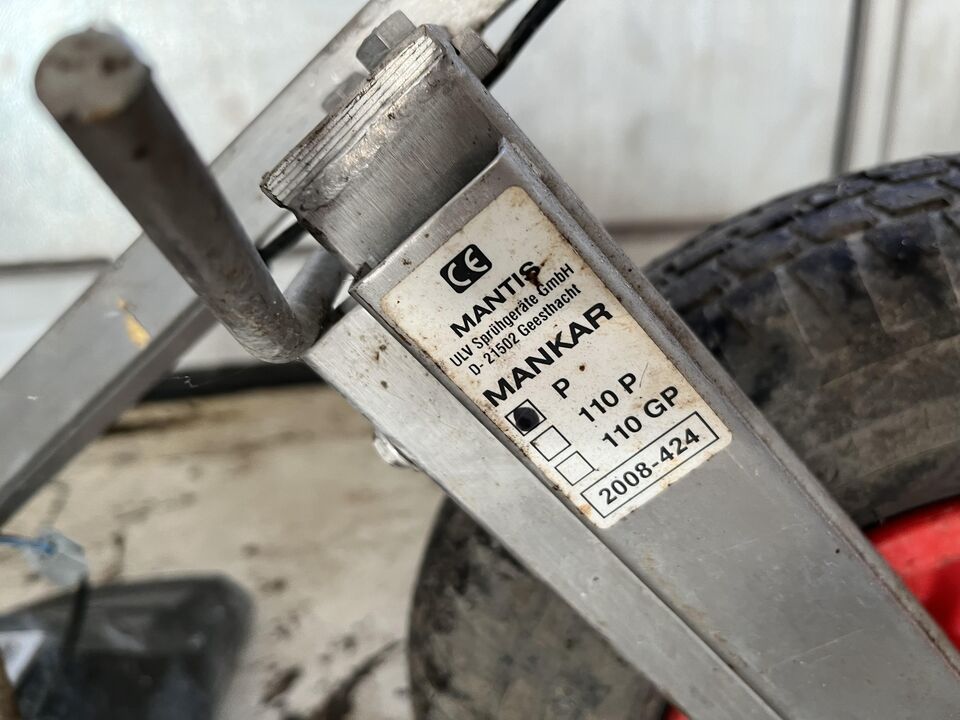 CE
MANTIS
ULV Sprühgeräte GmbH
D- 21502 Geesthacht
MANKAR
P
110 P
110 GP
2008-424